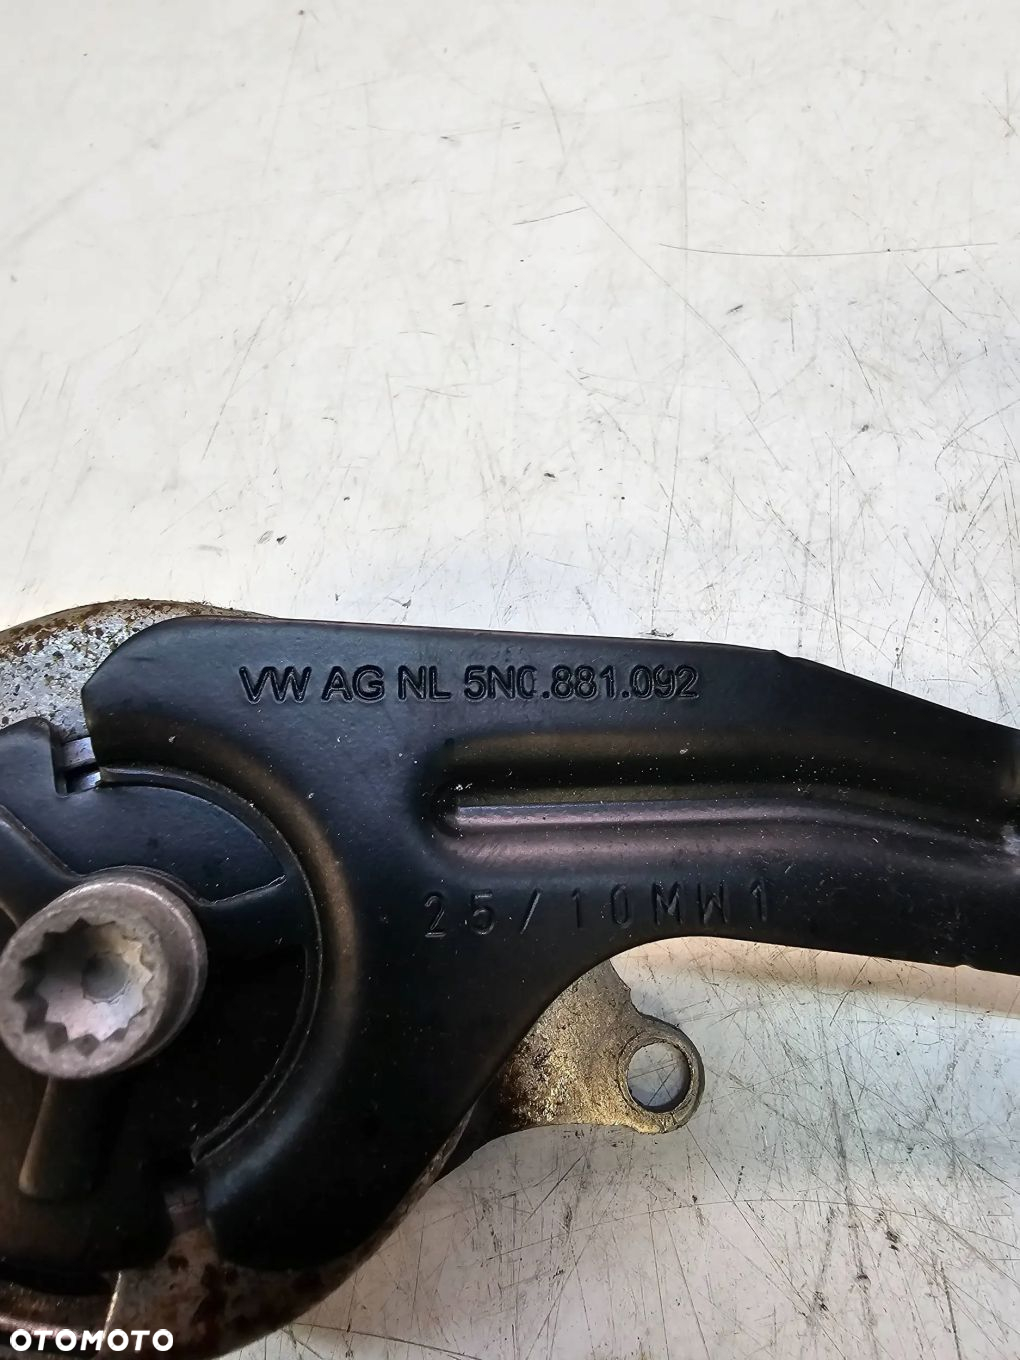 VW AG NL 5N0.881.092
25/10MW1
OTOMOTO